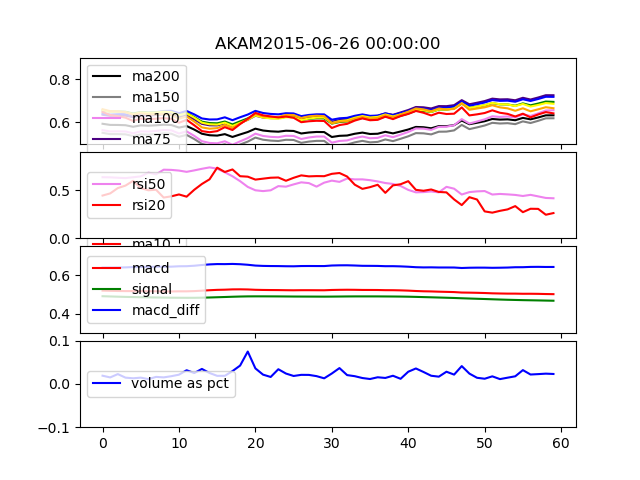 AKAM2015-06-26 00:00:00
0.8
0.6
ma200
ma150
ma100
ma75
0.5
0.0
rsi50
rsi20
ma10
0.6
0.4
macd
signal
macd_diff
0.1
0.0
−0.1
volume as pct
0 10 20 30 40 50 60